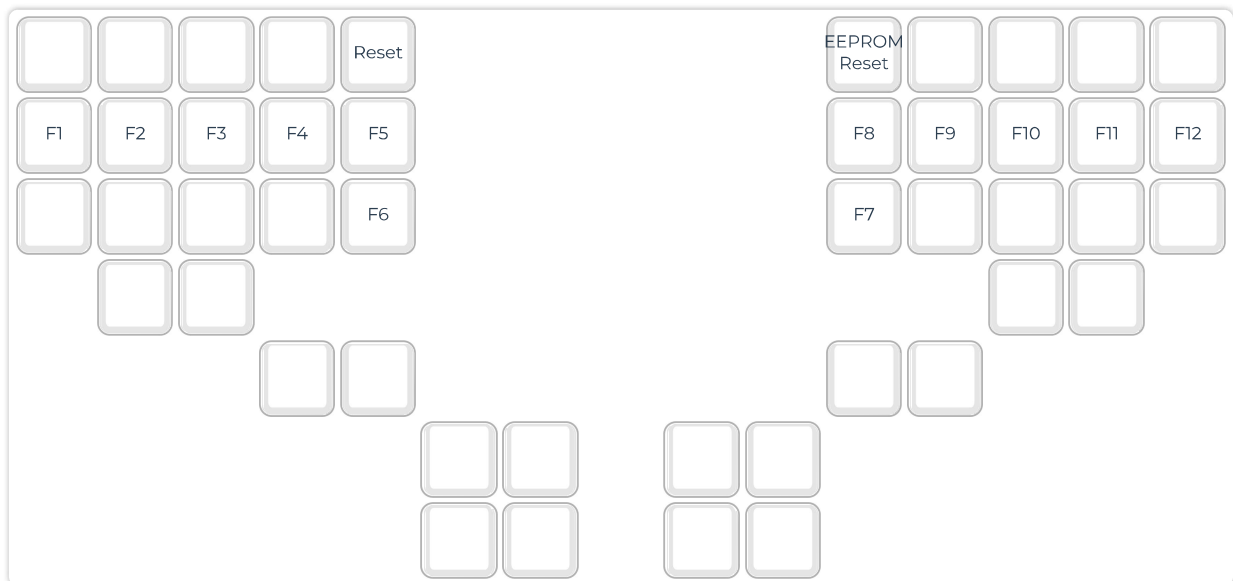 Reset
EEPROM
Reset
F1 F2 F3 F4 F5 F8 F9 F10 F11 F12
F6 F7